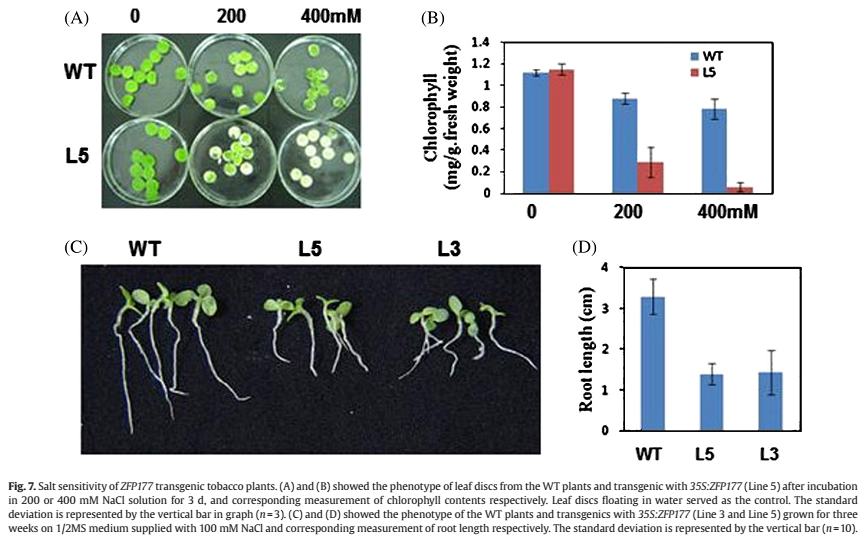 (A)
0 200 400mM
WT
L5
(B)
Chlorophyll
(mg/g.fresh weight)
1.4
1.2
1
0.8
0.6
0.4
0.2
0
WT
L5
0 200 400mM
(C)
WT L5 L3
(D)
Root length (cm)
4
3
2
1
0
WT L5 L3
Fig. 7. Salt sensitivity of ZFP177 transgenic tobacco plants. (A) and (B) showed the phenotype of leaf discs from the WT plants and transgenic with 35S:ZFP177 (Line 5) after incubation
in 200 or 400 mM NaCl solution for 3 d, and corresponding measurement of chlorophyll contents respectively. Leaf discs floating in water served as the control. The standard
deviation is represented by the vertical bar in graph (n=3). (C) and (D) showed the phenotype of the WT plants and transgenics with 35S:ZFP177 (Line 3 and Line 5) grown for three
weeks on 1/2MS medium supplied with 100 mM NaCl and corresponding measurement of root length respectively. The standard deviation is represented by the vertical bar (n=10).